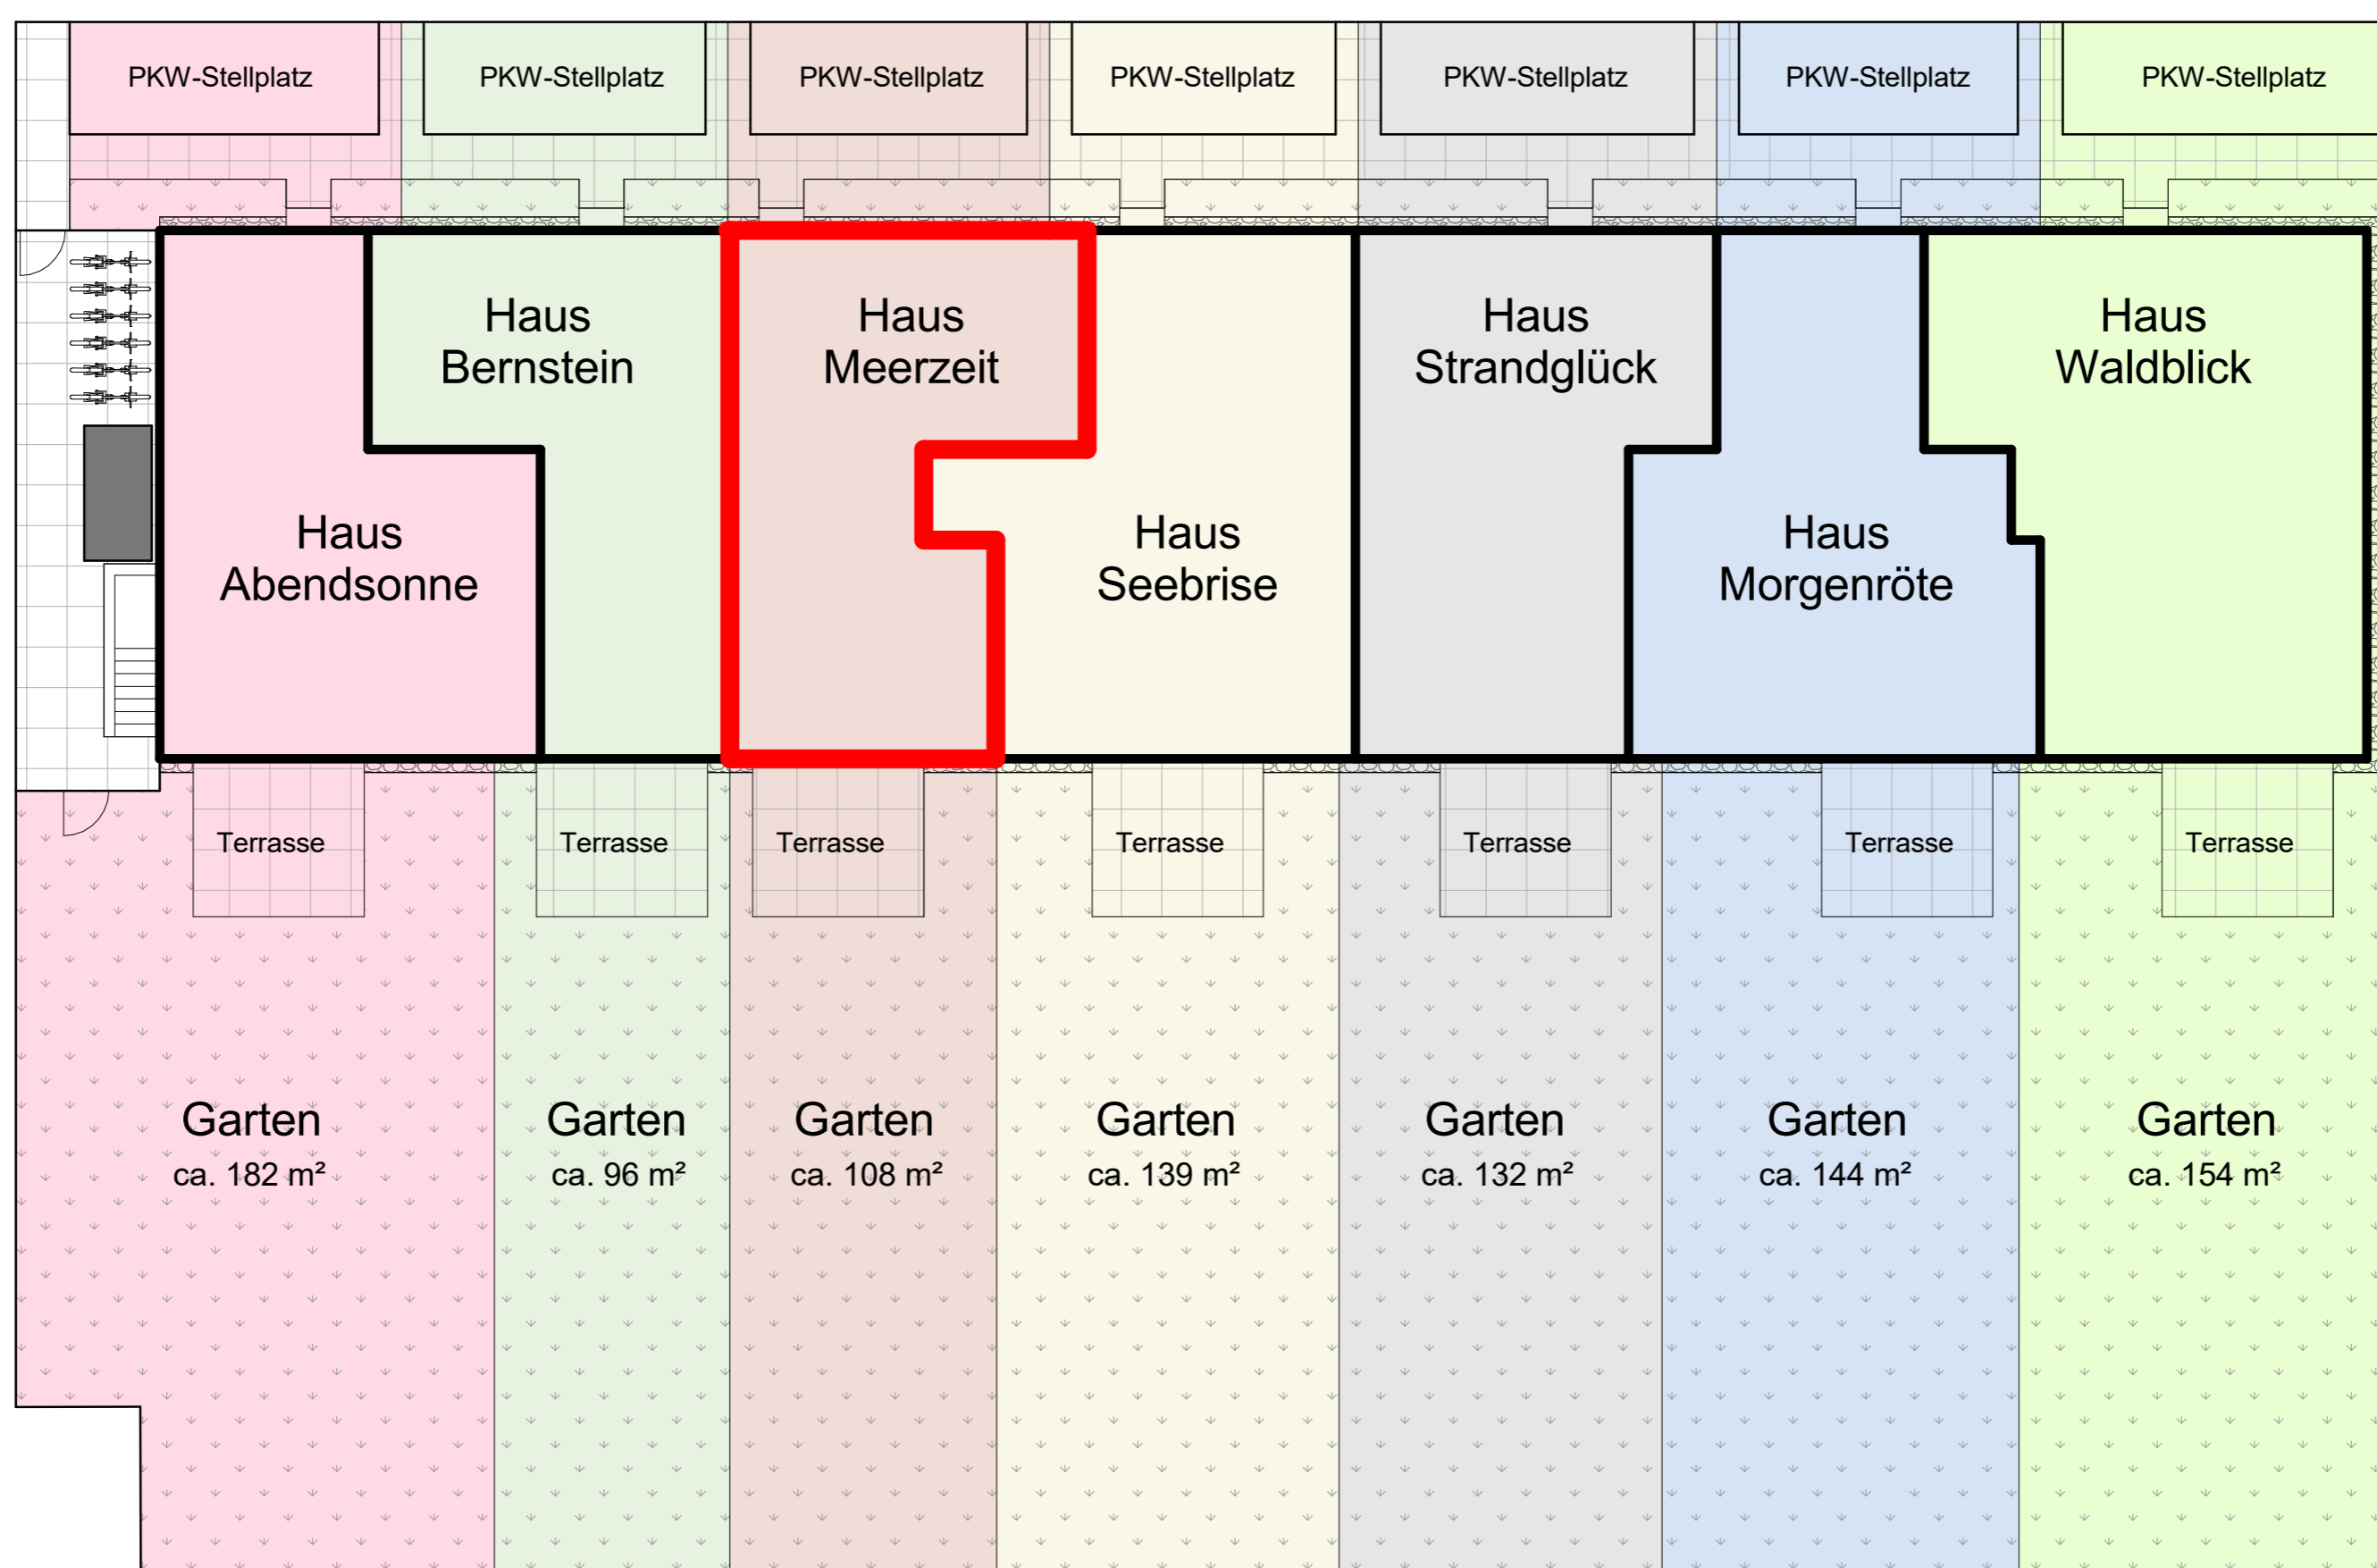 PKW-Stellplatz
PKW-Stellplatz
PKW-Stellplatz
PKW-Stellplatz
PKW-Stellplatz
PKW-Stellplatz
PKW-Stellplatz
Haus
Abendsonne
Haus
Bernstein
Haus
Meerzeit
Haus
Seebrise
Haus
Strandglück
Haus
Morgenröte
Haus
Waldblick
Terrasse
Terrasse
Terrasse
Terrasse
Terrasse
Terrasse
Terrasse
Garten
ca. 182 m²
Garten
ca. 96 m²
Garten
ca. 108 m²
Garten
ca. 139 m²
Garten
ca. 132 m²
Garten
ca. 144 m²
Garten
ca. 154 m²